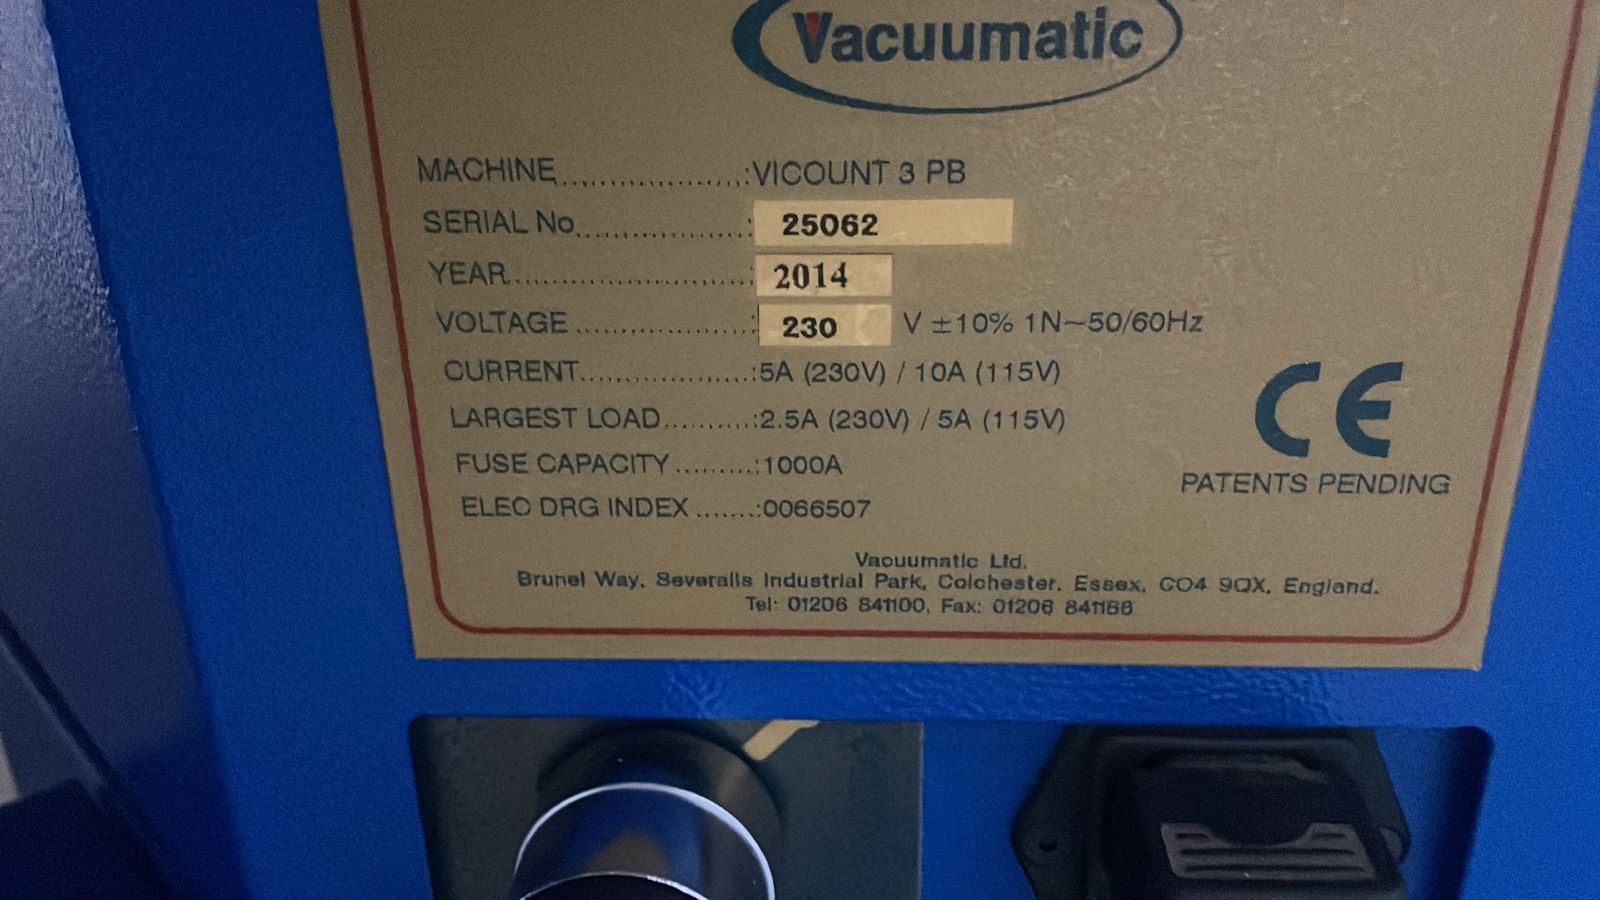 Vacuumatic
MACHINE..................:VICOUNT 3 PB
SERIAL No..................: 25062
YEAR..........................: 2014
VOLTAGE ..................: 230 V ±10% 1N~50/60Hz
CURRENT..................:5A (230V) / 10A (115V)
LARGEST LOAD..........:2.5A (230V) / 5A (115V)
FUSE CAPACITY .........:1000A
ELEC DRG INDEX .......:0066507
CE
PATENTS PENDING
Vacuumatic Ltd.
Brunel Way, Severalls Industrial Park, Colchester. Essex, CO4 9QX, England.
Tel: 01206 841100, Fax: 01206 841166